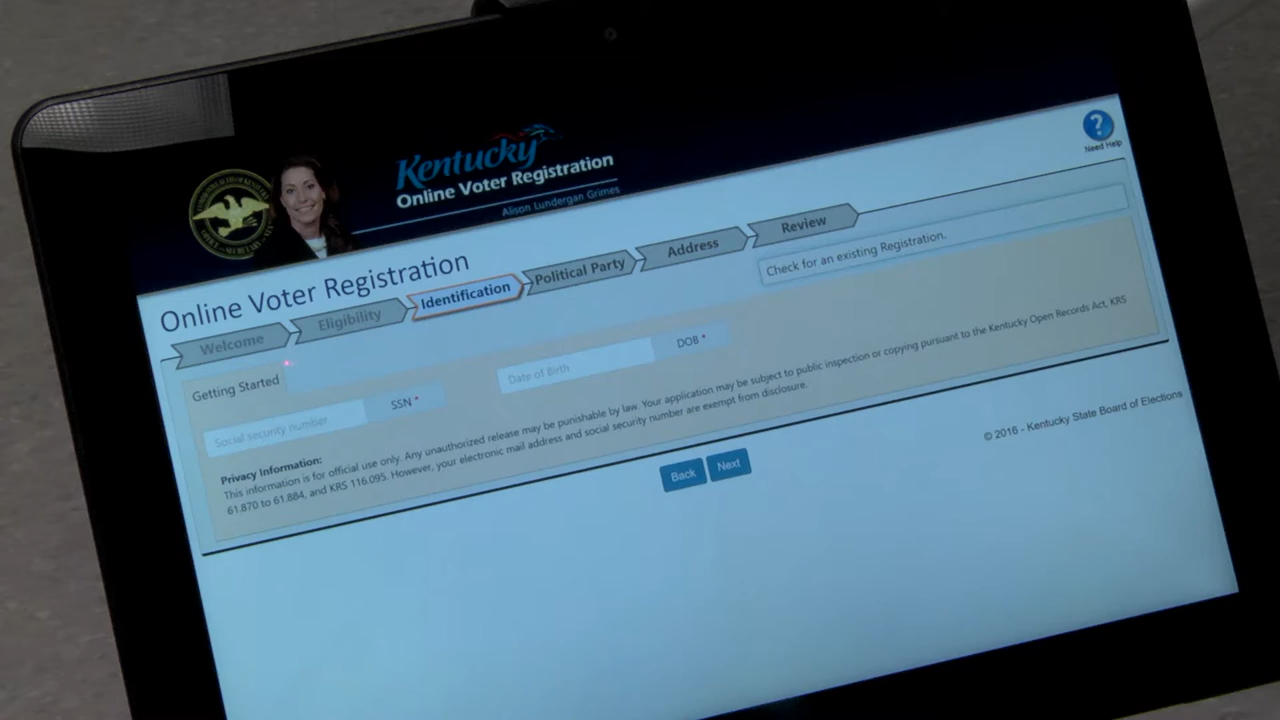 Kentucky
Online Voter Registration
Alison Lundergan Grimes
Need Help
Online Voter Registration
Welcome
Eligibility
Identification
Political Party
Address
Review
Check for an existing Registration.
Getting Started
Social security number
SSN *
Date of Birth
DOB *
Privacy Information:
This information is for official use only. Any unauthorized release may be punishable by law. Your application may be subject to public inspection or copying pursuant to the Kentucky Open Records Act, KRS
61.870 to 61.884, and KRS 116.095. However, your electronic mail address and social security number are exempt from disclosure.
Back
Next
© 2016 - Kentucky State Board of Elections